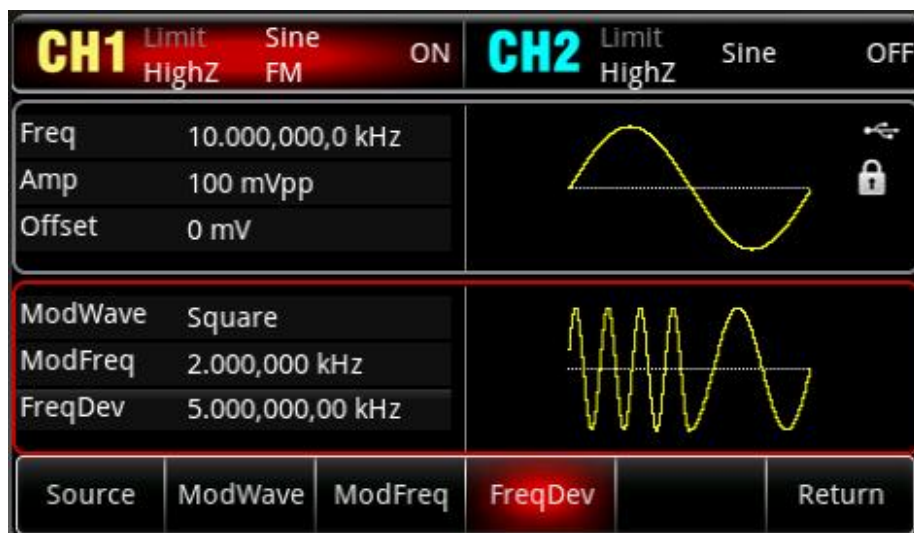 CH1 Limit Sine ON CH2 Limit Sine OFF
HighZ FM HighZ
Freq 10.000,000,0 kHz
Amp 100 mVpp
Offset 0 mV
ModWave Square
ModFreq 2.000,000 kHz
FreqDev 5.000,000,00 kHz
Source ModWave ModFreq FreqDev Return